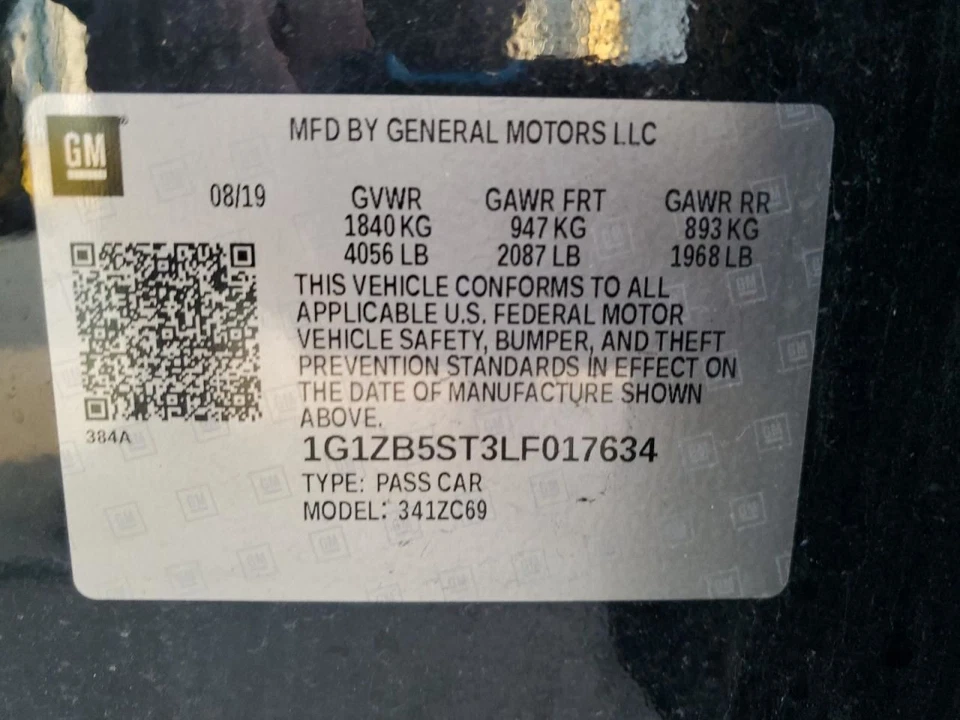 GM
MFD BY GENERAL MOTORS LLC
08/19 GVWR GAWR FRT GAWR RR
1840 KG 947 KG 893 KG
4056 LB 2087 LB 1968 LB
THIS VEHICLE CONFORMS TO ALL
APPLICABLE U.S. FEDERAL MOTOR
VEHICLE SAFETY, BUMPER, AND THEFT
PREVENTION STANDARDS IN EFFECT ON
THE DATE OF MANUFACTURE SHOWN
ABOVE.
384A
1G1ZB5ST3LF017634
TYPE: PASS CAR
MODEL: 341ZC69